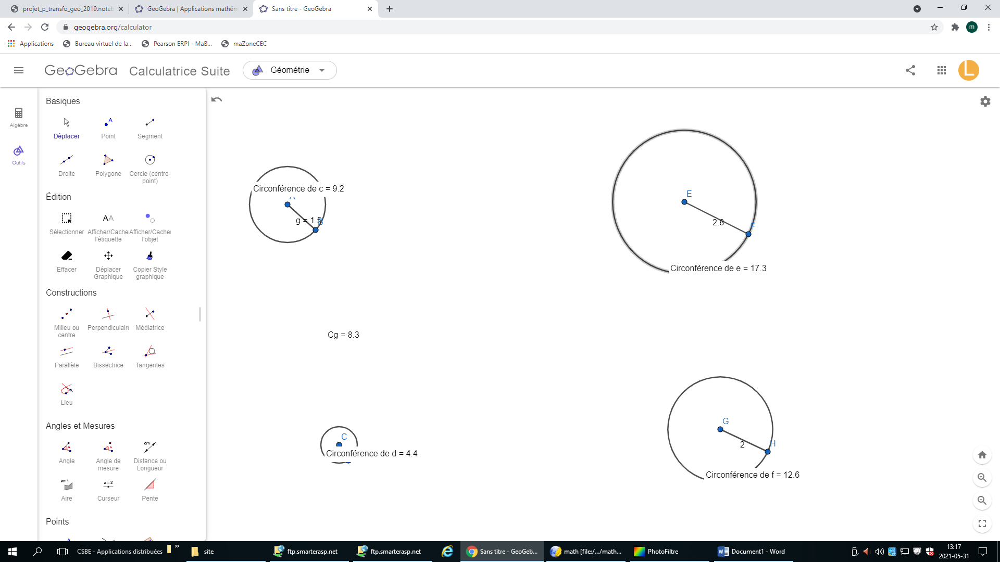 projet_p_transfo_geo_2019.noteb
GeoGebra | Applications mathém
Sans titre - GeoGebra
geogebra.org/calculator
m
Applications
Bureau virtuel de la...
Pearson ERPI - MaB...
maZoneCEC
GeoGebra
Calculatrice Suite
Géométrie
L
Algèbre
Outils
Basiques
A
Déplacer
Point
Segment
Droite
Polygone
Cercle (centre-
point)
Édition
AA
Sélectionner
Afficher/Cacher
l'étiquette
Afficher/Cacher
l'objet
Effacer
Déplacer
Graphique
Copier Style
graphique
Constructions
Milieu ou
centre
Perpendiculaire
Médiatrice
Parallèle
Bissectrice
Tangentes
Lieu
Angles et Mesures
cm
Angle
Angle de
mesure
Distance ou
Longueur
cm²
a=2
Aire
Curseur
Pente
Points
Circonférence de c = 9.2
g = 1.5
E
2.8
F
Circonférence de e = 17.3
Cg = 8.3
C
Circonférence de d = 4.4
G
2
H
Circonférence de f = 12.6
CSBE - Applications distribuées
»
site
ftp.smarterasp.net
ftp.smarterasp.net
Sans titre - GeoGeb...
math [file:/.../math...
PhotoFiltre
Document1 - Word
13:17
2021-05-31